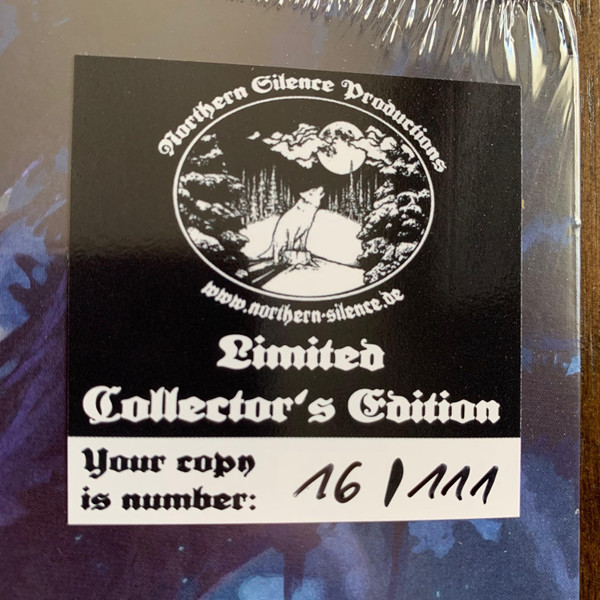 Northern Silence Productions
www.northern-silence.de
Limited
Collector's Edition
Your copy
is number:
16 / 111